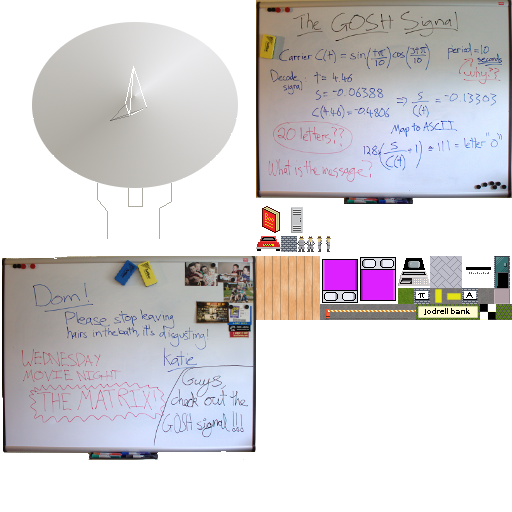 The GOSH Signal
Carrier C(t) = sin(tπ/10) cos(3tπ/10) period = 10 seconds
?? why??
Decode signal
t = 4.46
s = -0.06388
C(4.46) = -0.4806
⇒ s/C(t) = -0.13303
20 letters??
Map to ASCII
128(s/C(t) + 1) + 111 = letter "o"
What is the message?
π A
Jodrell bank
Dom!
Please stop leaving
hairs in the bath, it's disgusting!
Katie
WEDNESDAY
MOVIE NIGHT
THE MATRIX!
Guys,
check out the
GOSH signal!!!